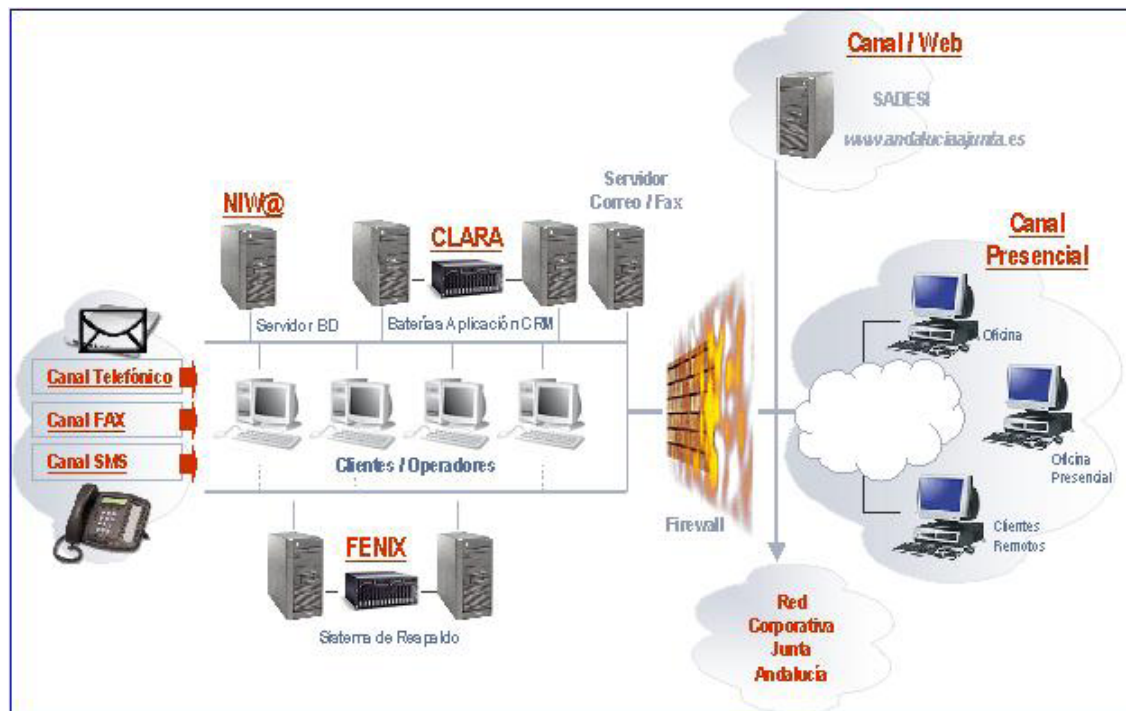 Canal / Web
SADESI
www.andaluciajunta.es
Servidor
Correo / Fax
NIW@
CLARA
Canal
Presencial
Servidor BD
Baterías Aplicación CRM
Oficina
Canal Telefónico
Canal FAX
Canal SMS
Clientes / Operadores
Oficina
Presencial
Firewall
Clientes
Remotos
FENIX
Sistema de Respaldo
Red
Corporativa
Junta
Andalucía